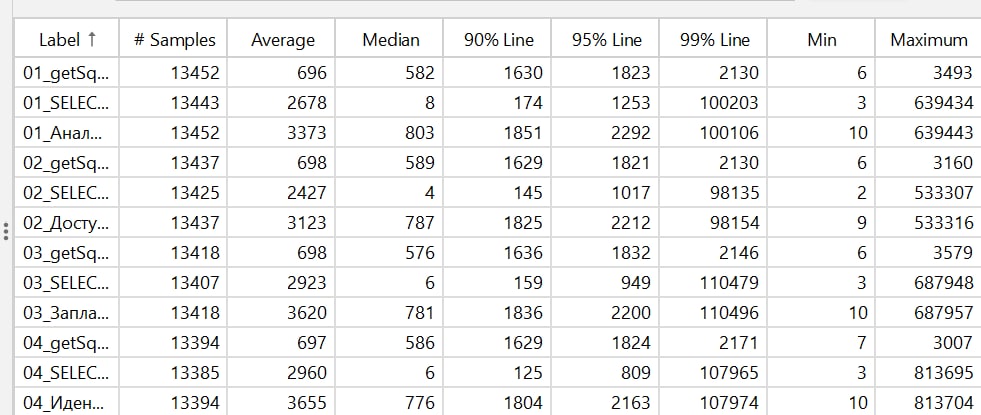 Label ↑ # Samples Average Median 90% Line 95% Line 99% Line Min Maximum
01_getSq... 13452 696 582 1630 1823 2130 6 3493
01_SELEC... 13443 2678 8 174 1253 100203 3 639434
01_Анал... 13452 3373 803 1851 2292 100106 10 639443
02_getSq... 13437 698 589 1629 1821 2130 6 3160
02_SELEC... 13425 2427 4 145 1017 98135 2 533307
02_Досту... 13437 3123 787 1825 2212 98154 9 533316
03_getSq... 13418 698 576 1636 1832 2146 6 3579
03_SELEC... 13407 2923 6 159 949 110479 3 687948
03_Запла... 13418 3620 781 1836 2200 110496 10 687957
04_getSq... 13394 697 586 1629 1824 2171 7 3007
04_SELEC... 13385 2960 6 125 809 107965 3 813695
04_Иден... 13394 3655 776 1804 2163 107974 10 813704